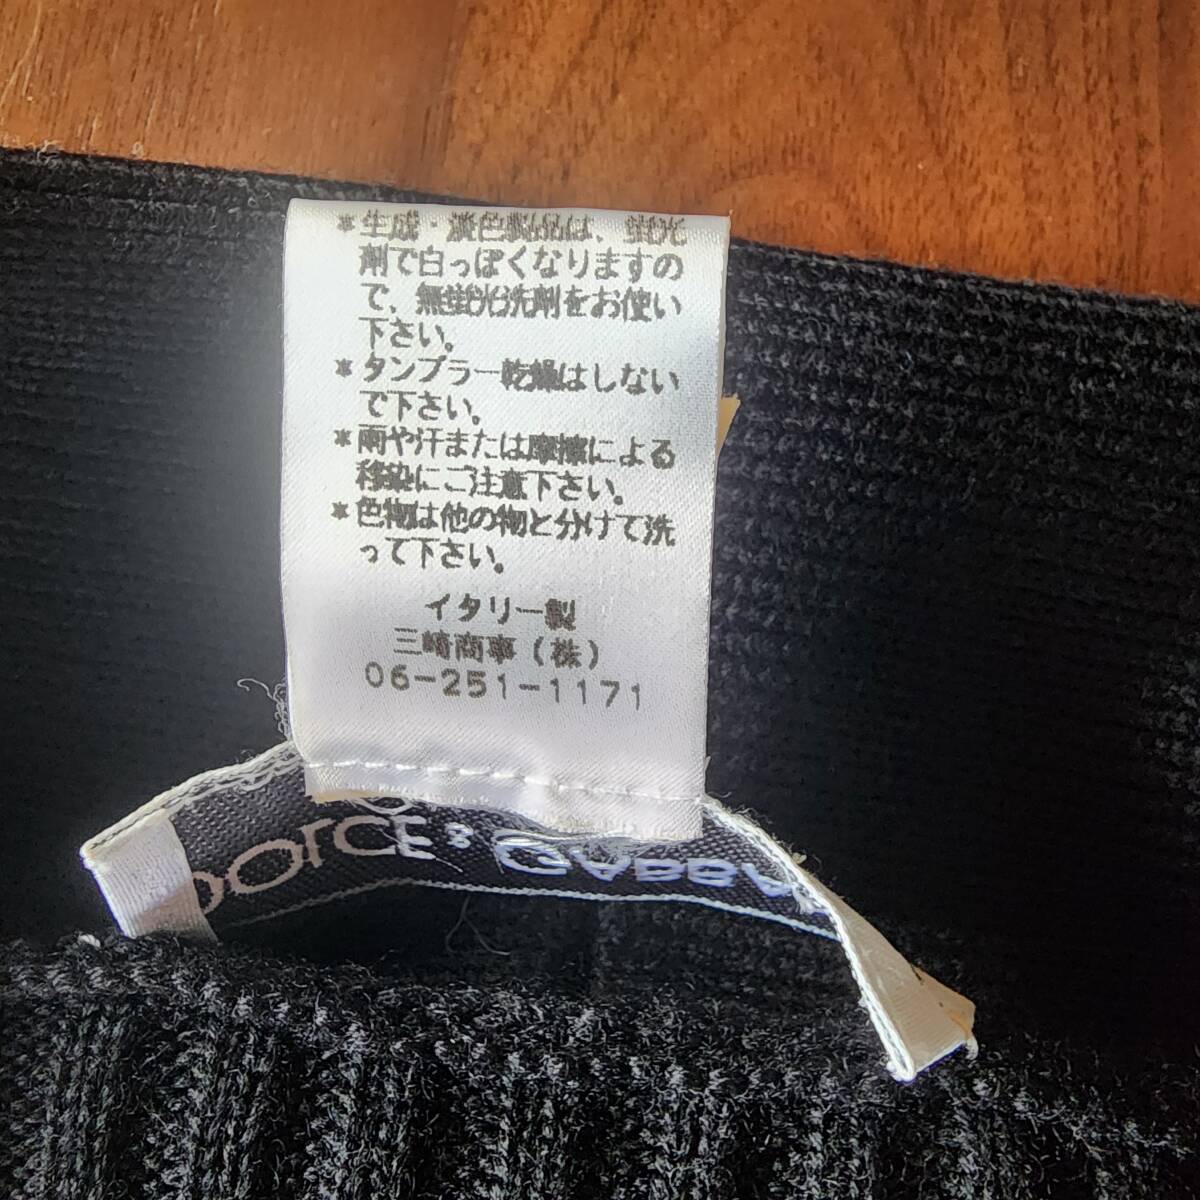 *生成・淡色製品は、蛍光
剤で白っぽくなりますの
で、無蛍光洗剤をお使い
下さい。
*タンブラー乾燥はしない
で下さい。
*雨や汗または摩擦による
移染にご注意下さい。
*色物は他の物と分けて洗
って下さい。
イタリー製
三崎商事(株)
06-251-1171
DOLCE & GABBANA